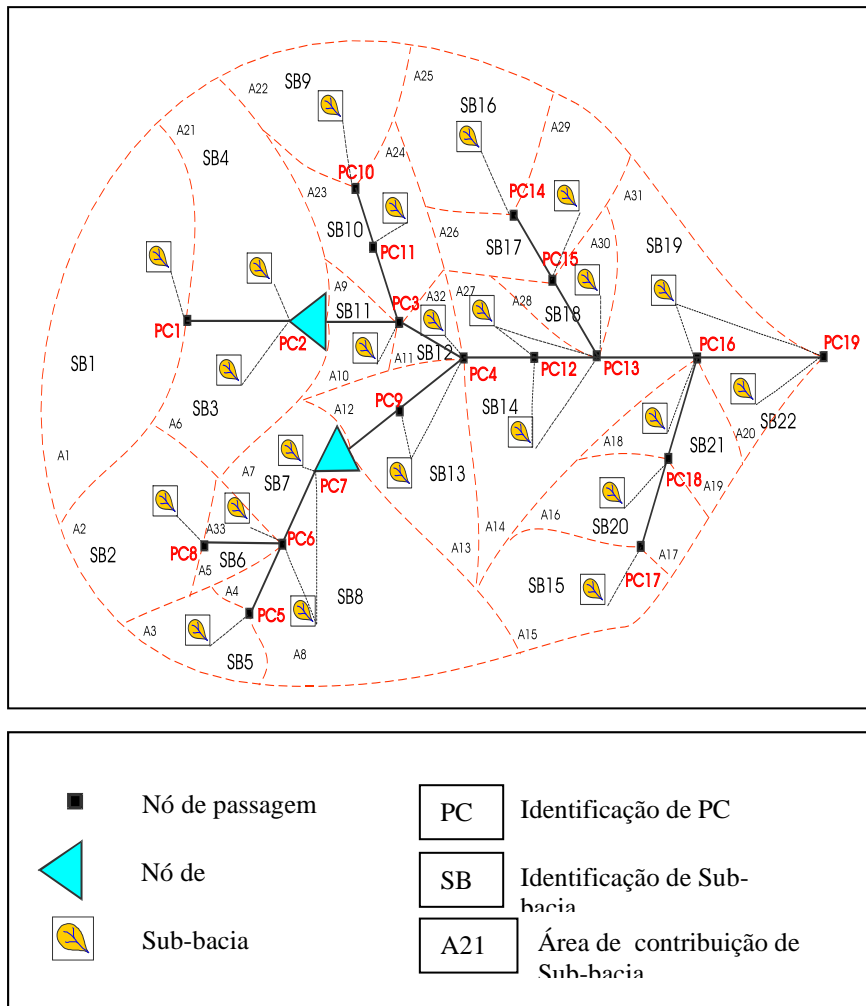 A25
SB9
A22
SB16
A29
A21
SB4
A24
PC10
A23
PC14
A31
SB10
A26
SB17
A30
SB19
PC11
PC15
A9
A27
A28
SB11
PC3
A32
SB18
PC1
PC2
SB12
PC19
SB1
A11
PC4
PC12
PC13
PC16
A10
SB3
A12
PC9
SB14
SB22
A6
A18
SB21
A20
A1
A7
SB7
SB13
PC18
PC7
A19
A2
A33
A16
A14
SB20
PC8
PC6
A13
A17
SB2
SB6
PC17
A5
SB15
A4
SB8
PC5
A3
A15
SB5
A8
Nó de passagem
PC
Identificação de PC
Nó de
SB
Identificação de Sub-
bacia
Sub-bacia
A21
Área de contribuição de
Sub-bacia